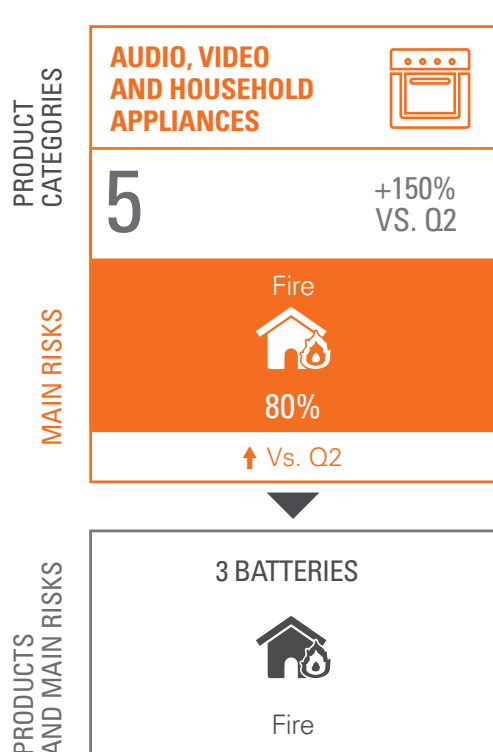 PRODUCT
CATEGORIES
AUDIO, VIDEO
AND HOUSEHOLD
APPLIANCES
5
+150%
VS. Q2
MAIN RISKS
Fire
80%
Vs. Q2
PRODUCTS
AND MAIN RISKS
3 BATTERIES
Fire